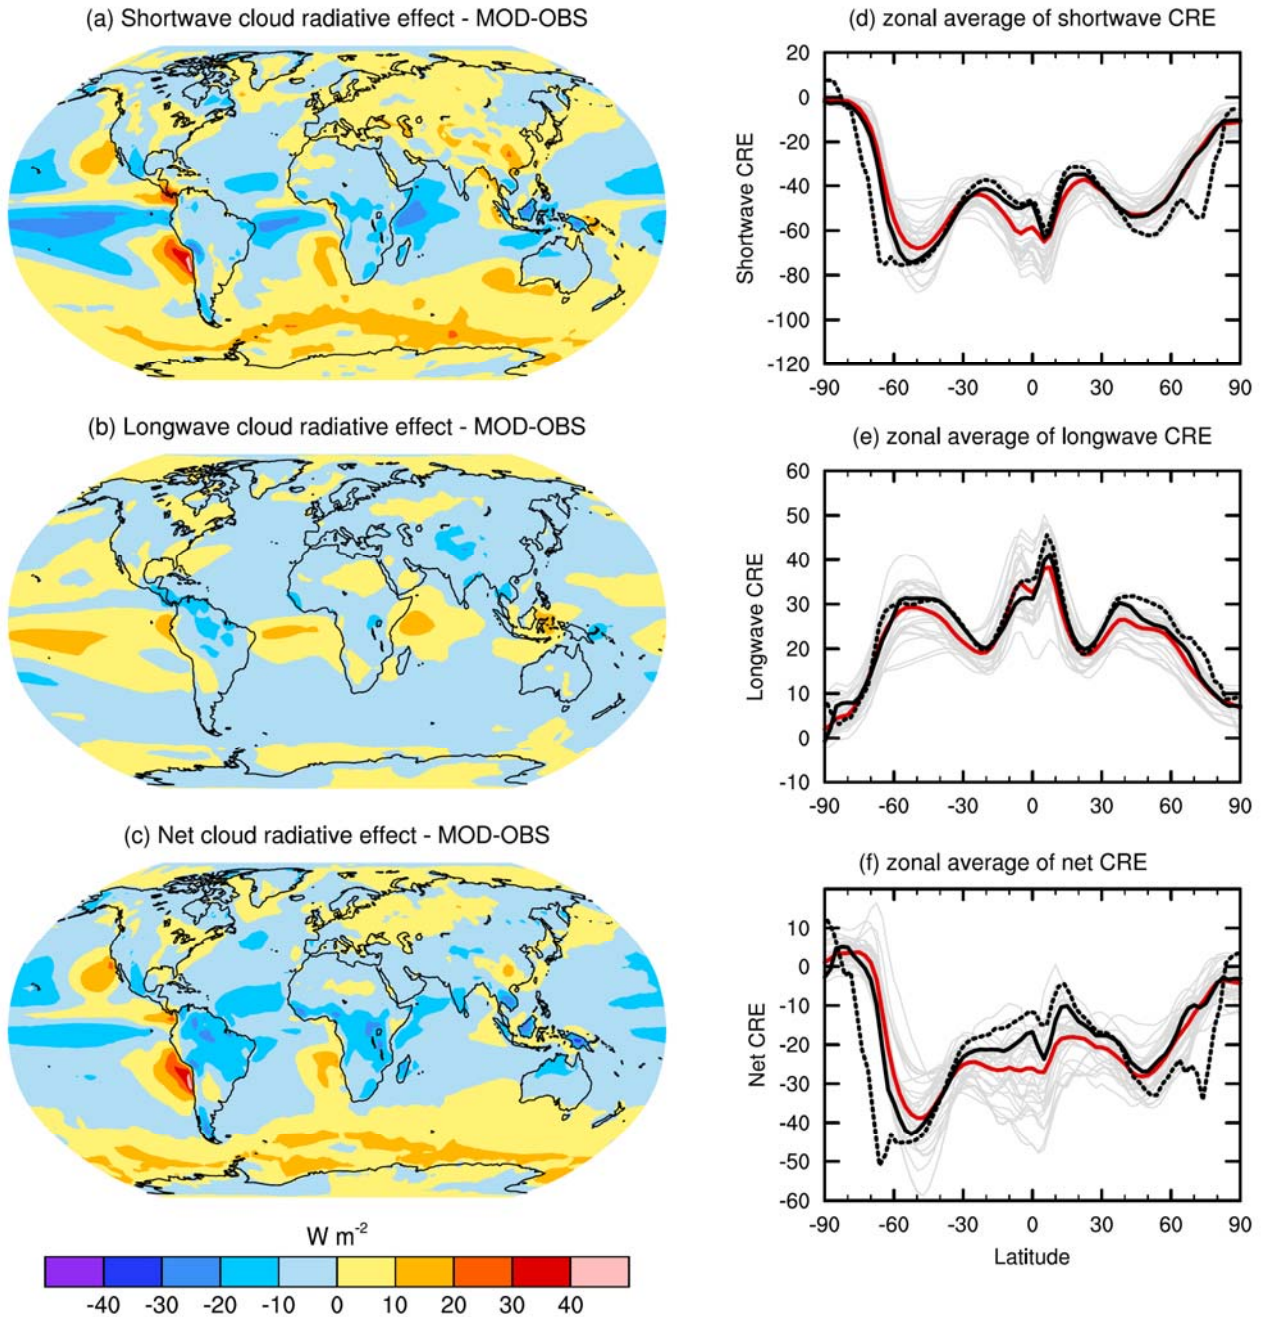 (a) Shortwave cloud radiative effect - MOD-OBS
(d) zonal average of shortwave CRE
20
0
-20
-40
-60
-80
-100
-120
Shortwave CRE
-90 -60 -30 0 30 60 90
(b) Longwave cloud radiative effect - MOD-OBS
(e) zonal average of longwave CRE
60
50
40
30
20
10
0
-10
Longwave CRE
-90 -60 -30 0 30 60 90
(c) Net cloud radiative effect - MOD-OBS
(f) zonal average of net CRE
10
0
-10
-20
-30
-40
-50
-60
Net CRE
-90 -60 -30 0 30 60 90
Latitude
W m-2
-40 -30 -20 -10 0 10 20 30 40